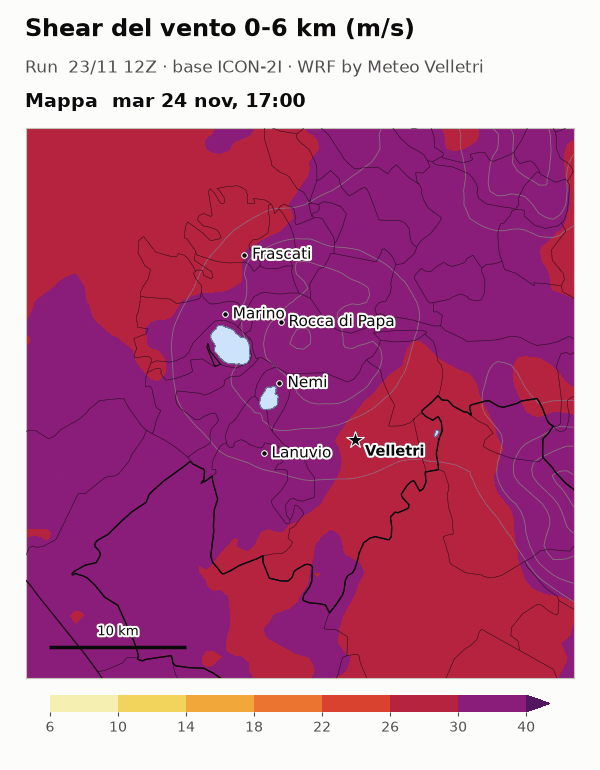 Shear del vento 0-6 km (m/s)
Run  23/11 12Z · base ICON-2I · WRF by Meteo Velletri
Mappa  mar 24 nov, 17:00
Frascati
Marino
Rocca di Papa
Nemi
Velletri
Lanuvio
10 km
6 10 14 18 22 26 30 40